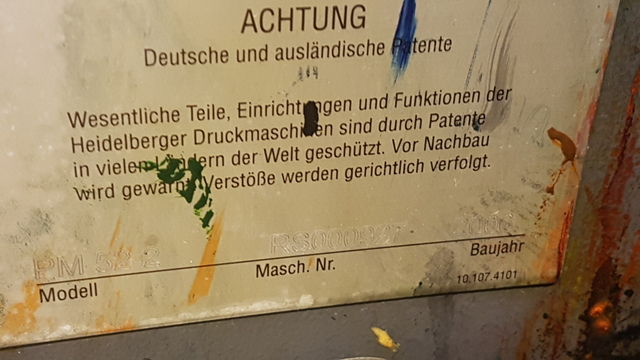 ACHTUNG
Deutsche und ausländische Patente
Wesentliche Teile, Einrichtungen und Funktionen der
Heidelberger Druckmaschinen sind durch Patente
in vielen Ländern der Welt geschützt. Vor Nachbau
wird gewarnt. Verstöße werden gerichtlich verfolgt.
Modell
Masch. Nr.
Baujahr
10.107.4101